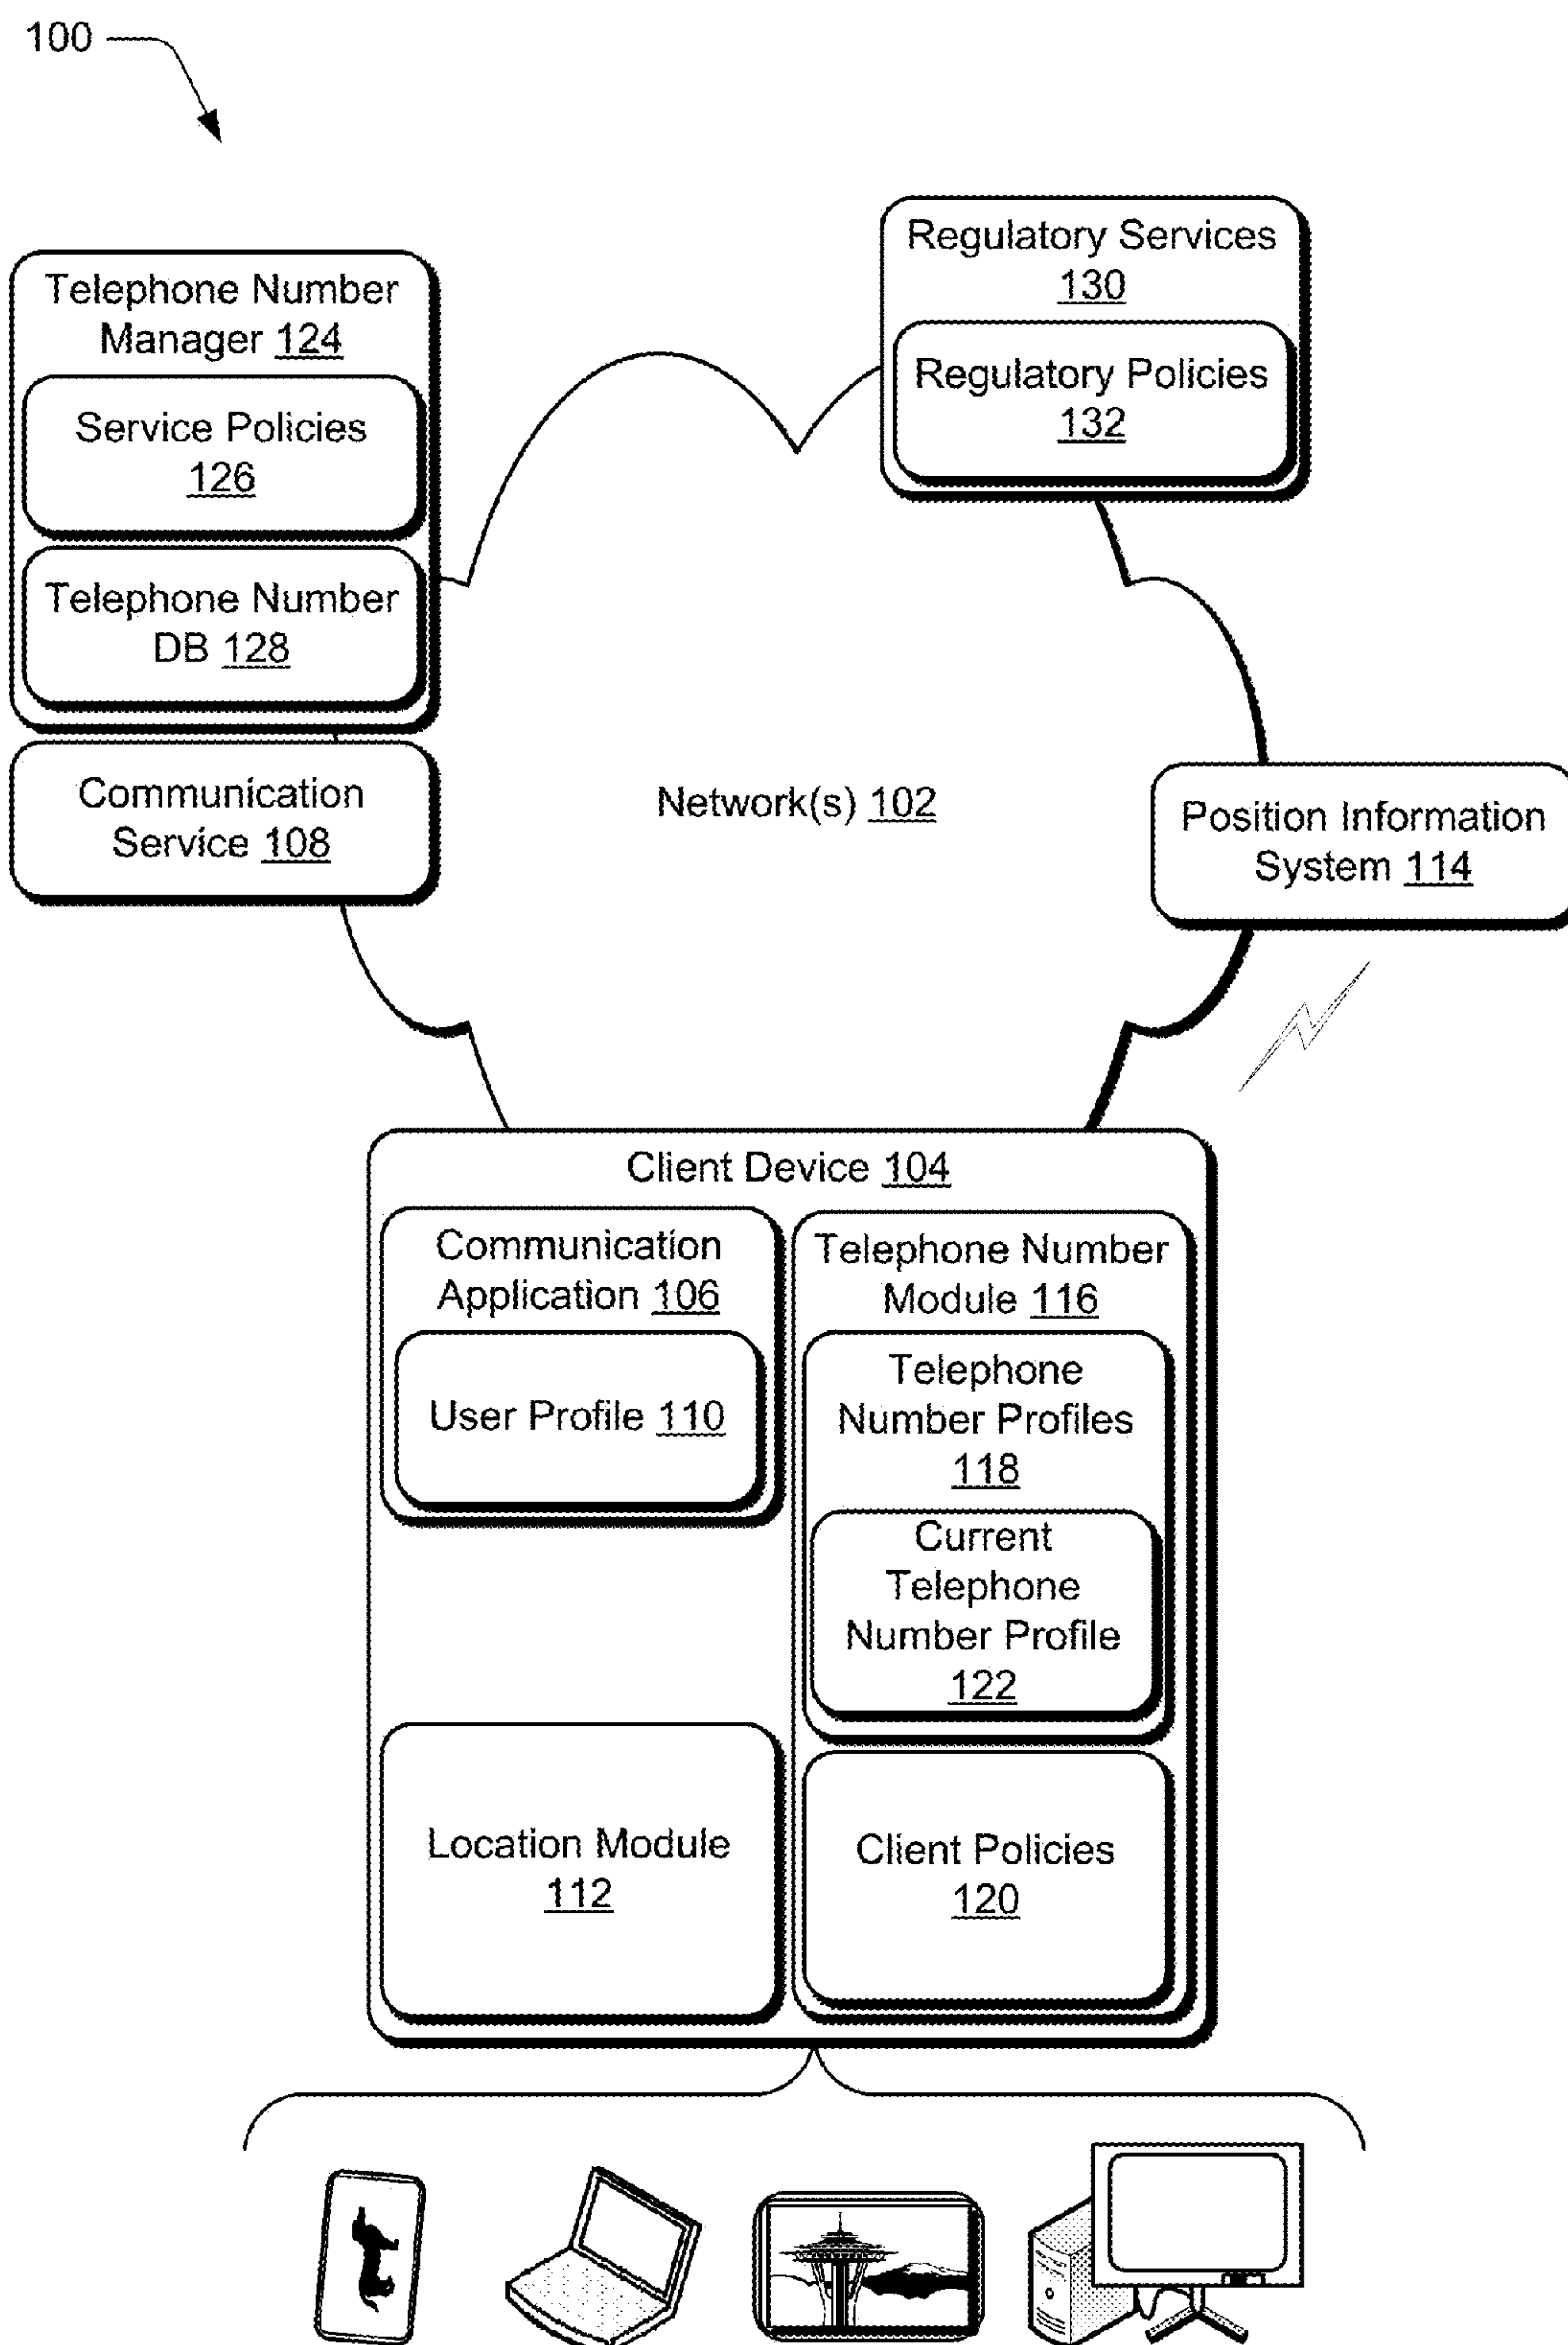 100
Regulatory Services
130
Regulatory Policies
132
Telephone Number
Manager 124
Service Policies
126
Telephone Number
DB 128
Communication
Service 108
Network(s) 102
Position Information
System 114
Client Device 104
Communication
Application 106
User Profile 110
Location Module
112
Telephone Number
Module 116
Telephone
Number Profiles
118
Current
Telephone
Number Profile
122
Client Policies
120